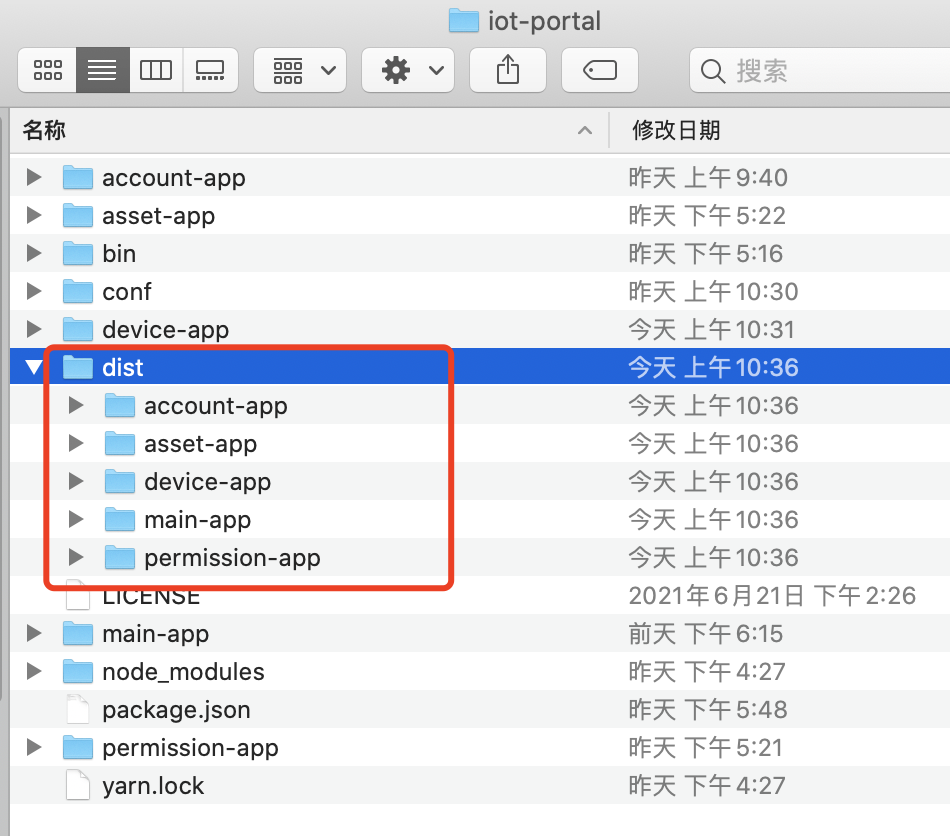 iot-portal
搜索
名称 修改日期
account-app 昨天 上午9:40
asset-app 昨天 下午5:22
bin 昨天 下午5:16
conf 昨天 上午10:30
device-app 今天 上午10:31
dist 今天 上午10:36
account-app 今天 上午10:36
asset-app 今天 上午10:36
device-app 今天 上午10:36
main-app 今天 上午10:36
permission-app 今天 上午10:36
LICENSE 2021年6月21日 下午2:26
main-app 前天 下午6:15
node_modules 昨天 下午4:27
package.json 昨天 下午5:48
permission-app 昨天 下午5:21
yarn.lock 昨天 下午4:27